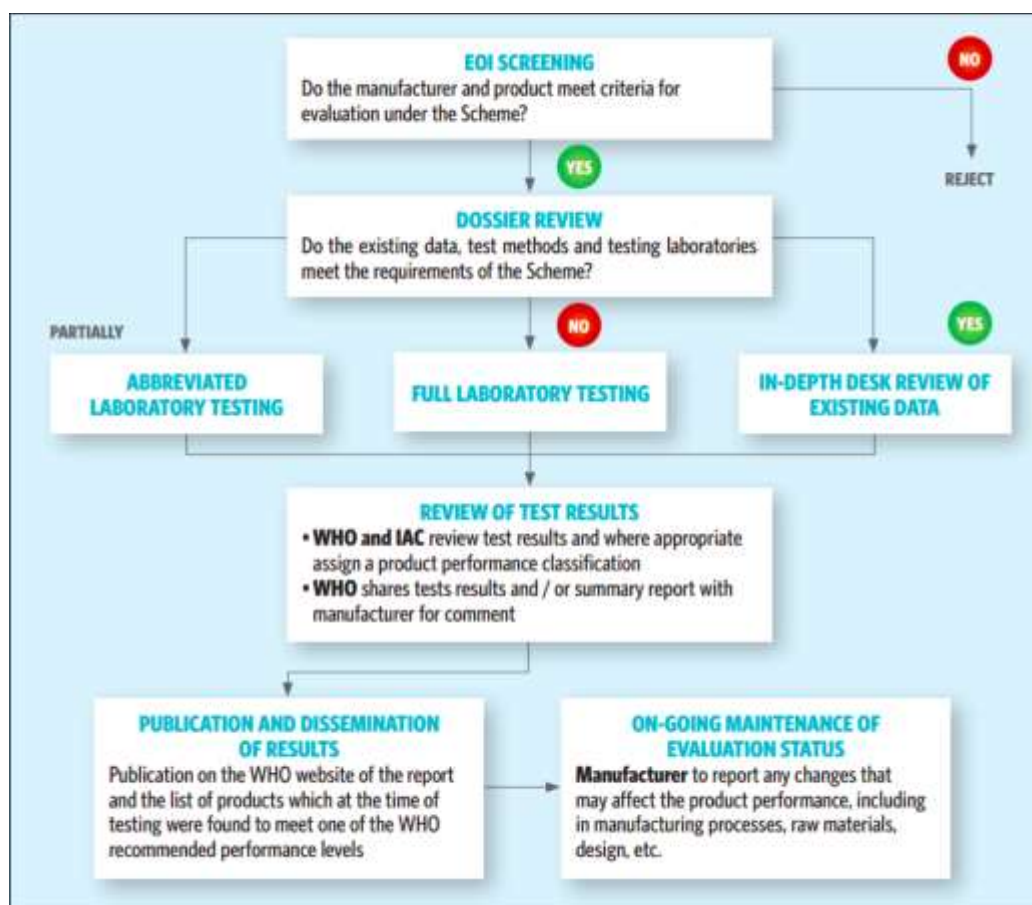 EOI SCREENING
Do the manufacturer and product meet criteria for
evaluation under the Scheme?
NO
REJECT
YES
DOSSIER REVIEW
Do the existing data, test methods and testing laboratories
meet the requirements of the Scheme?
PARTIALLY
NO
YES
ABBREVIATED
LABORATORY TESTING
FULL LABORATORY TESTING
IN-DEPTH DESK REVIEW OF
EXISTING DATA
REVIEW OF TEST RESULTS
• WHO and IAC review test results and where appropriate
assign a product performance classification
• WHO shares tests results and / or summary report with
manufacturer for comment
PUBLICATION AND DISSEMINATION
OF RESULTS
Publication on the WHO website of the report
and the list of products which at the time of
testing were found to meet one of the WHO
recommended performance levels
ON-GOING MAINTENANCE OF
EVALUATION STATUS
Manufacturer to report any changes that
may affect the product performance, including
in manufacturing processes, raw materials,
design, etc.